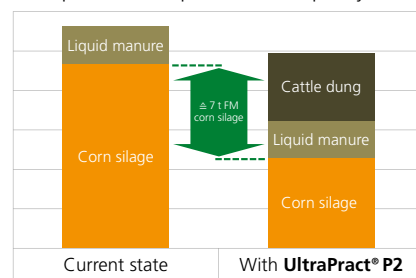 Liquid manure
Corn silage
≙ 7 t FM
corn silage
Cattle dung
Liquid manure
Corn silage
Current state
With UltraPract® P2